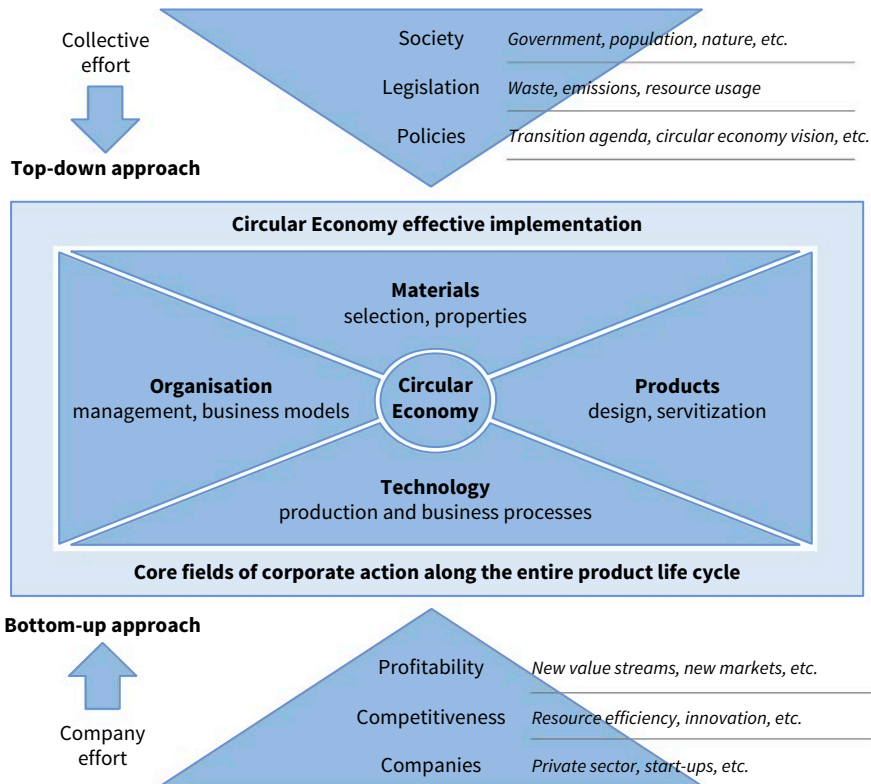 Collective
effort
Top-down approach
Society Government, population, nature, etc.
Legislation Waste, emissions, resource usage
Policies Transition agenda, circular economy vision, etc.
Circular Economy effective implementation
Materials
selection, properties
Organisation
management, business models
Circular
Economy
Products
design, servitization
Technology
production and business processes
Core fields of corporate action along the entire product life cycle
Bottom-up approach
Company
effort
Profitability New value streams, new markets, etc.
Competitiveness Resource efficiency, innovation, etc.
Companies Private sector, start-ups, etc.